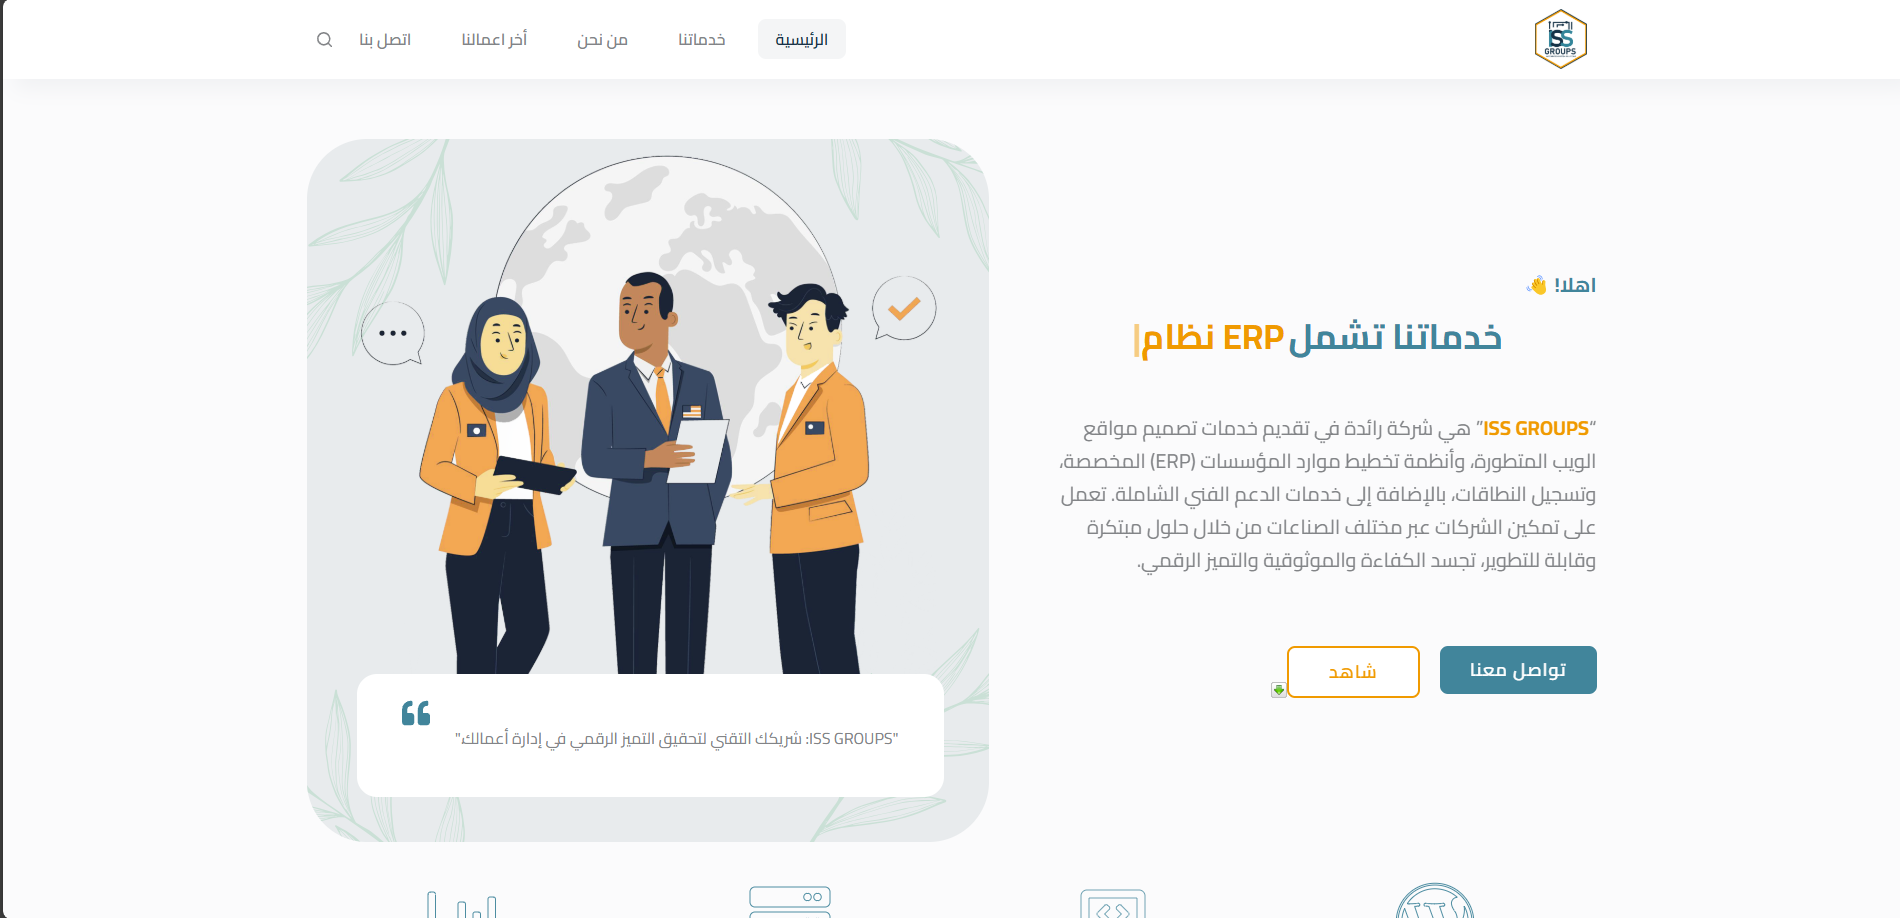 ISS
GROUPS
الرئيسية
خدماتنا
من نحن
أخر اعمالنا
اتصل بنا
اهلا! 👋
خدماتنا تشمل ERP نظام|
“ISS GROUPS” هي شركة رائدة في تقديم خدمات تصميم مواقع
الويب المتطورة، وأنظمة تخطيط موارد المؤسسات (ERP) المخصصة،
وتسجيل النطاقات، بالإضافة إلى خدمات الدعم الفني الشاملة. تعمل
على تمكين الشركات عبر مختلف الصناعات من خلال حلول مبتكرة
وقابلة للتطوير، تجسد الكفاءة والموثوقية والتميز الرقمي.
تواصل معنا
شاهد
"ISS GROUPS: شريكك التقني لتحقيق التميز الرقمي في إدارة أعمالك."